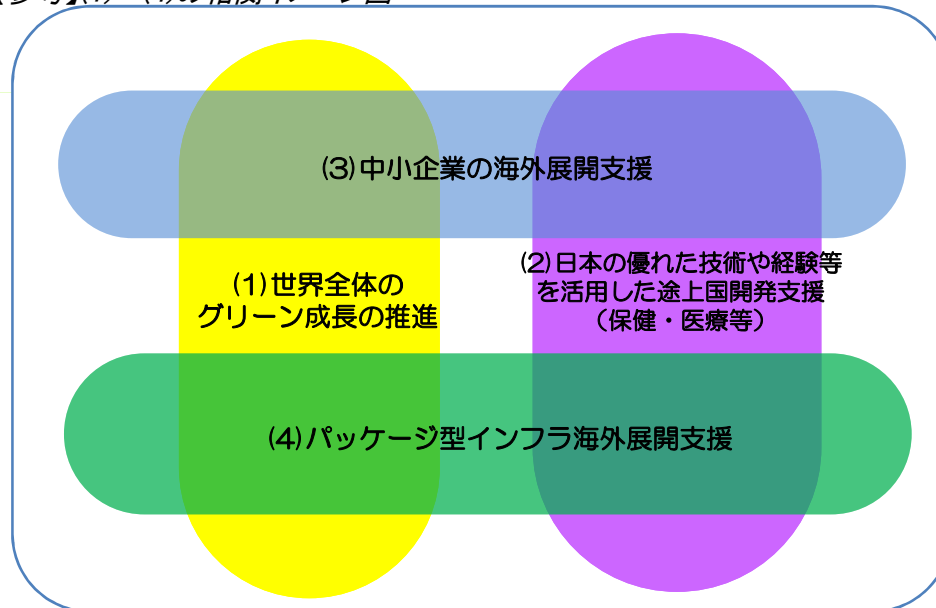 (3)中小企業の海外展開支援
(1)世界全体の
グリーン成長の推進
(2)日本の優れた技術や経験等
を活用した途上国開発支援
（保健・医療等）
(4)パッケージ型インフラ海外展開支援